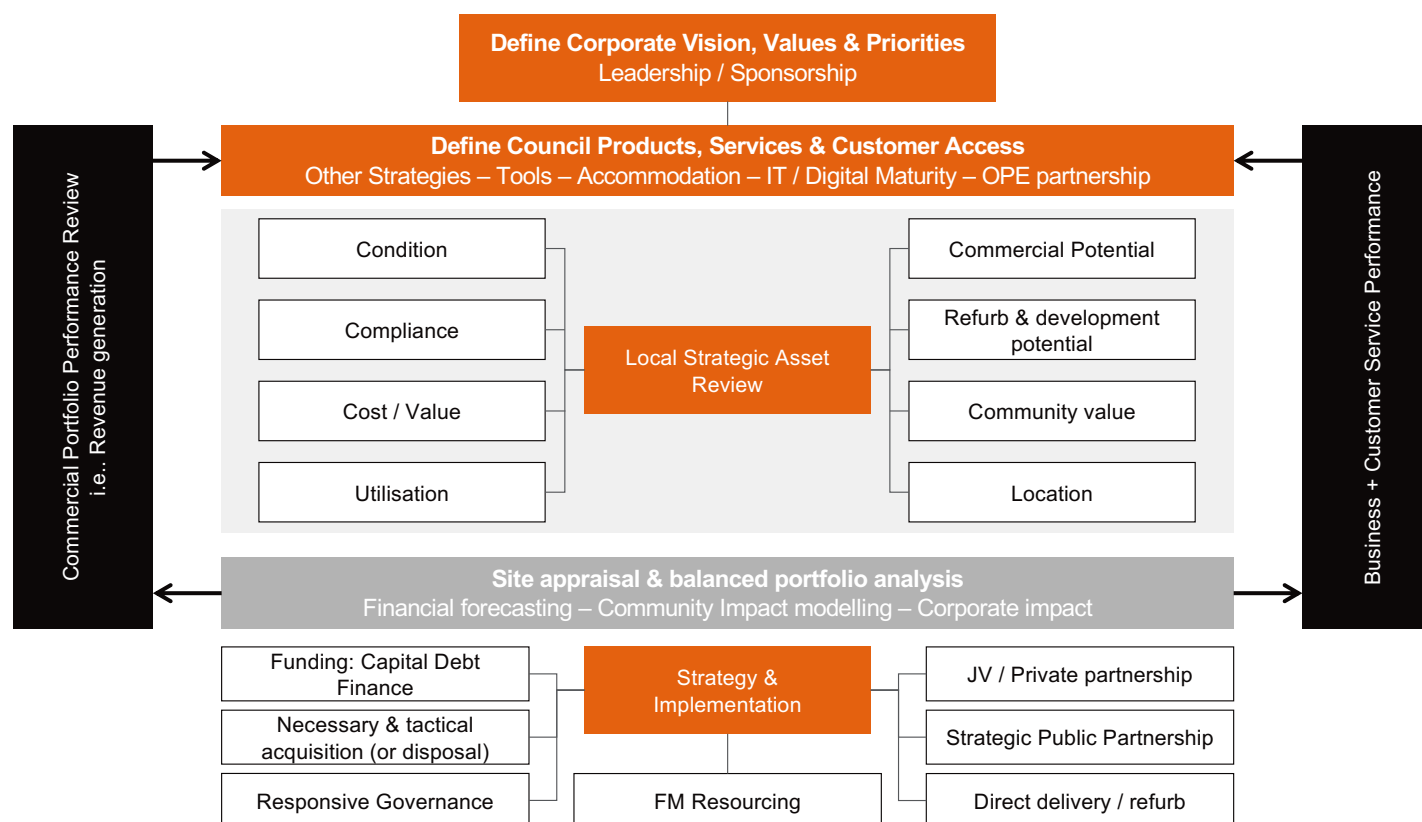 Define Corporate Vision, Values & Priorities
Leadership / Sponsorship
Commercial Portfolio Performance Review
i.e.. Revenue generation
Define Council Products, Services & Customer Access
Other Strategies – Tools – Accommodation – IT / Digital Maturity – OPE partnership
Business + Customer Service Performance
Condition
Compliance
Cost / Value
Utilisation
Local Strategic Asset
Review
Commercial Potential
Refurb & development
potential
Community value
Location
Site appraisal & balanced portfolio analysis
Financial forecasting – Community Impact modelling – Corporate impact
Funding: Capital Debt
Finance
Necessary & tactical
acquisition (or disposal)
Responsive Governance
Strategy &
Implementation
FM Resourcing
JV / Private partnership
Strategic Public Partnership
Direct delivery / refurb